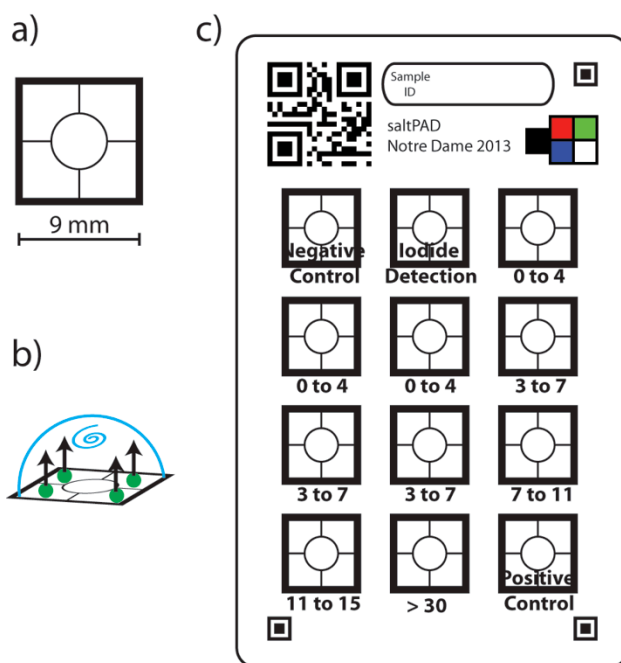 a)
9 mm
b)
c)
Sample
ID
saltPAD
Notre Dame 2013
Negative
Control
Iodide
Detection
0 to 4
0 to 4
0 to 4
3 to 7
3 to 7
3 to 7
7 to 11
11 to 15
> 30
Positive
Control